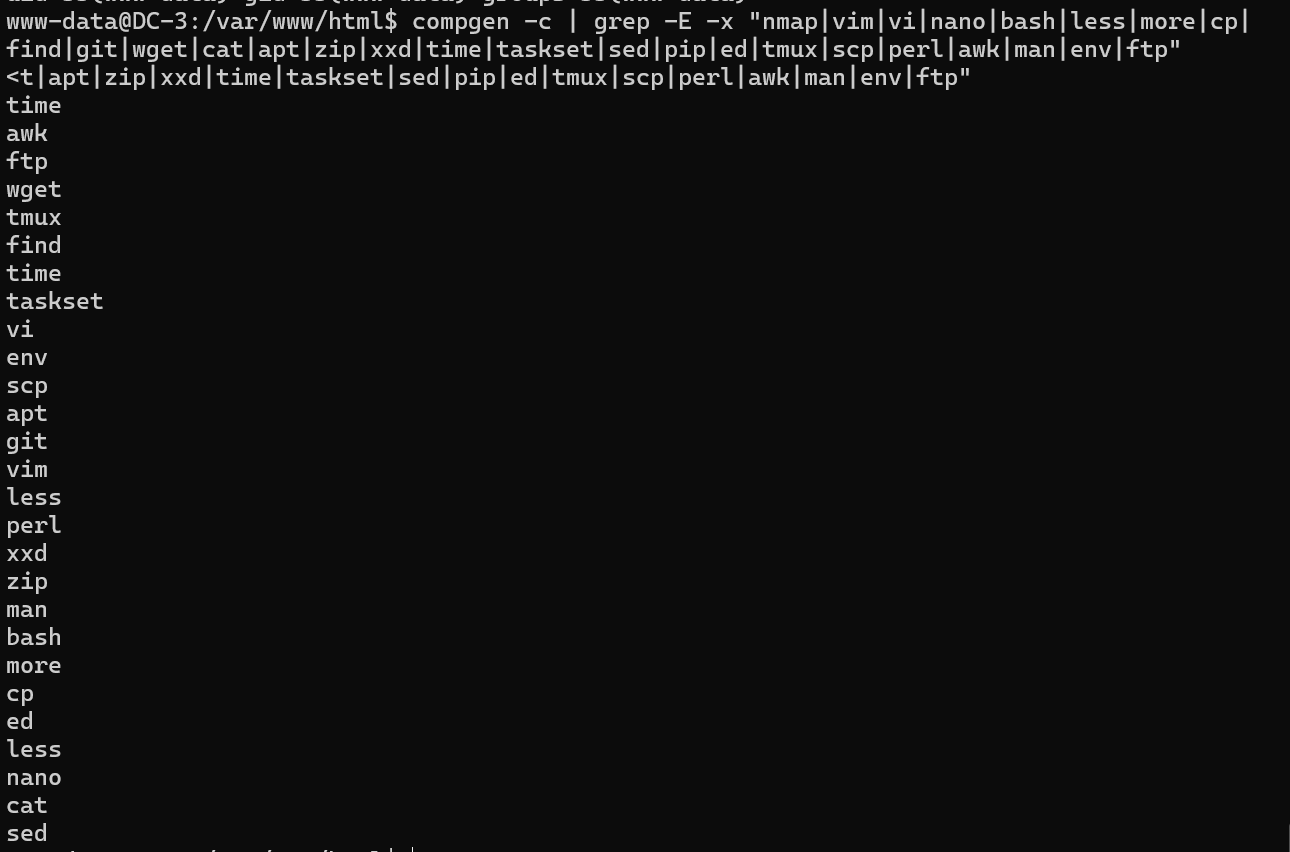 www-data@DC-3:/var/www/html$ compgen -c | grep -E -x "nmap|vim|vi|nano|bash|less|more|cp|
find|git|wget|cat|apt|zip|xxd|time|taskset|sed|pip|ed|tmux|scp|perl|awk|man|env|ftp"
<t|apt|zip|xxd|time|taskset|sed|pip|ed|tmux|scp|perl|awk|man|env|ftp"
time
awk
ftp
wget
tmux
find
time
taskset
vi
env
scp
apt
git
vim
less
perl
xxd
zip
man
bash
more
cp
ed
less
nano
cat
sed